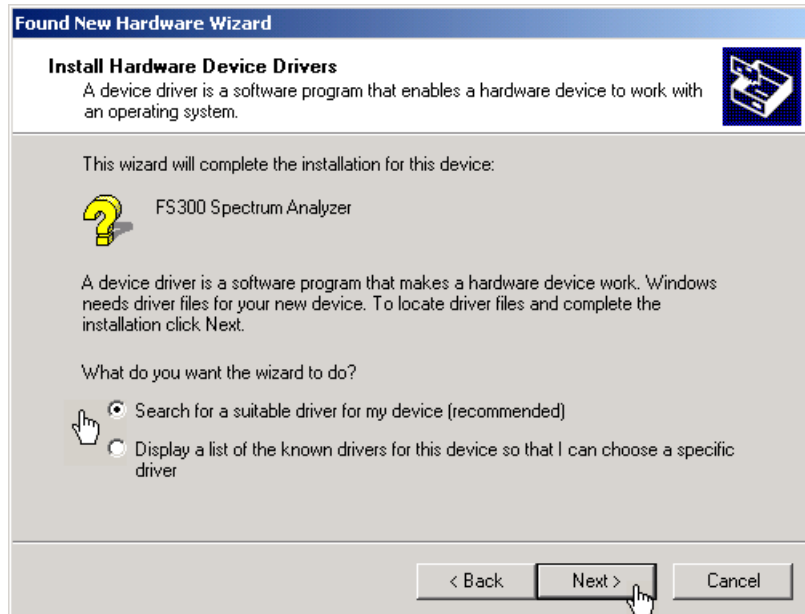 Found New Hardware Wizard
Install Hardware Device Drivers
A device driver is a software program that enables a hardware device to work with
an operating system.
This wizard will complete the installation for this device:
FS300 Spectrum Analyzer
A device driver is a software program that makes a hardware device work. Windows
needs driver files for your new device. To locate driver files and complete the
installation click Next.
What do you want the wizard to do?
Search for a suitable driver for my device (recommended)
Display a list of the known drivers for this device so that I can choose a specific
driver
< Back Next > Cancel